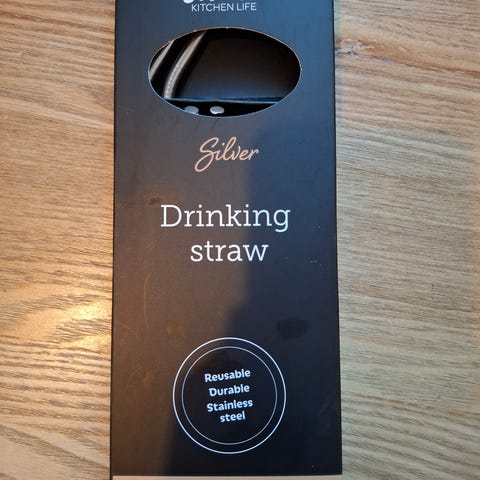 KITCHEN LIFE
Silver
Drinking
straw
Reusable
Durable
Stainless
steel